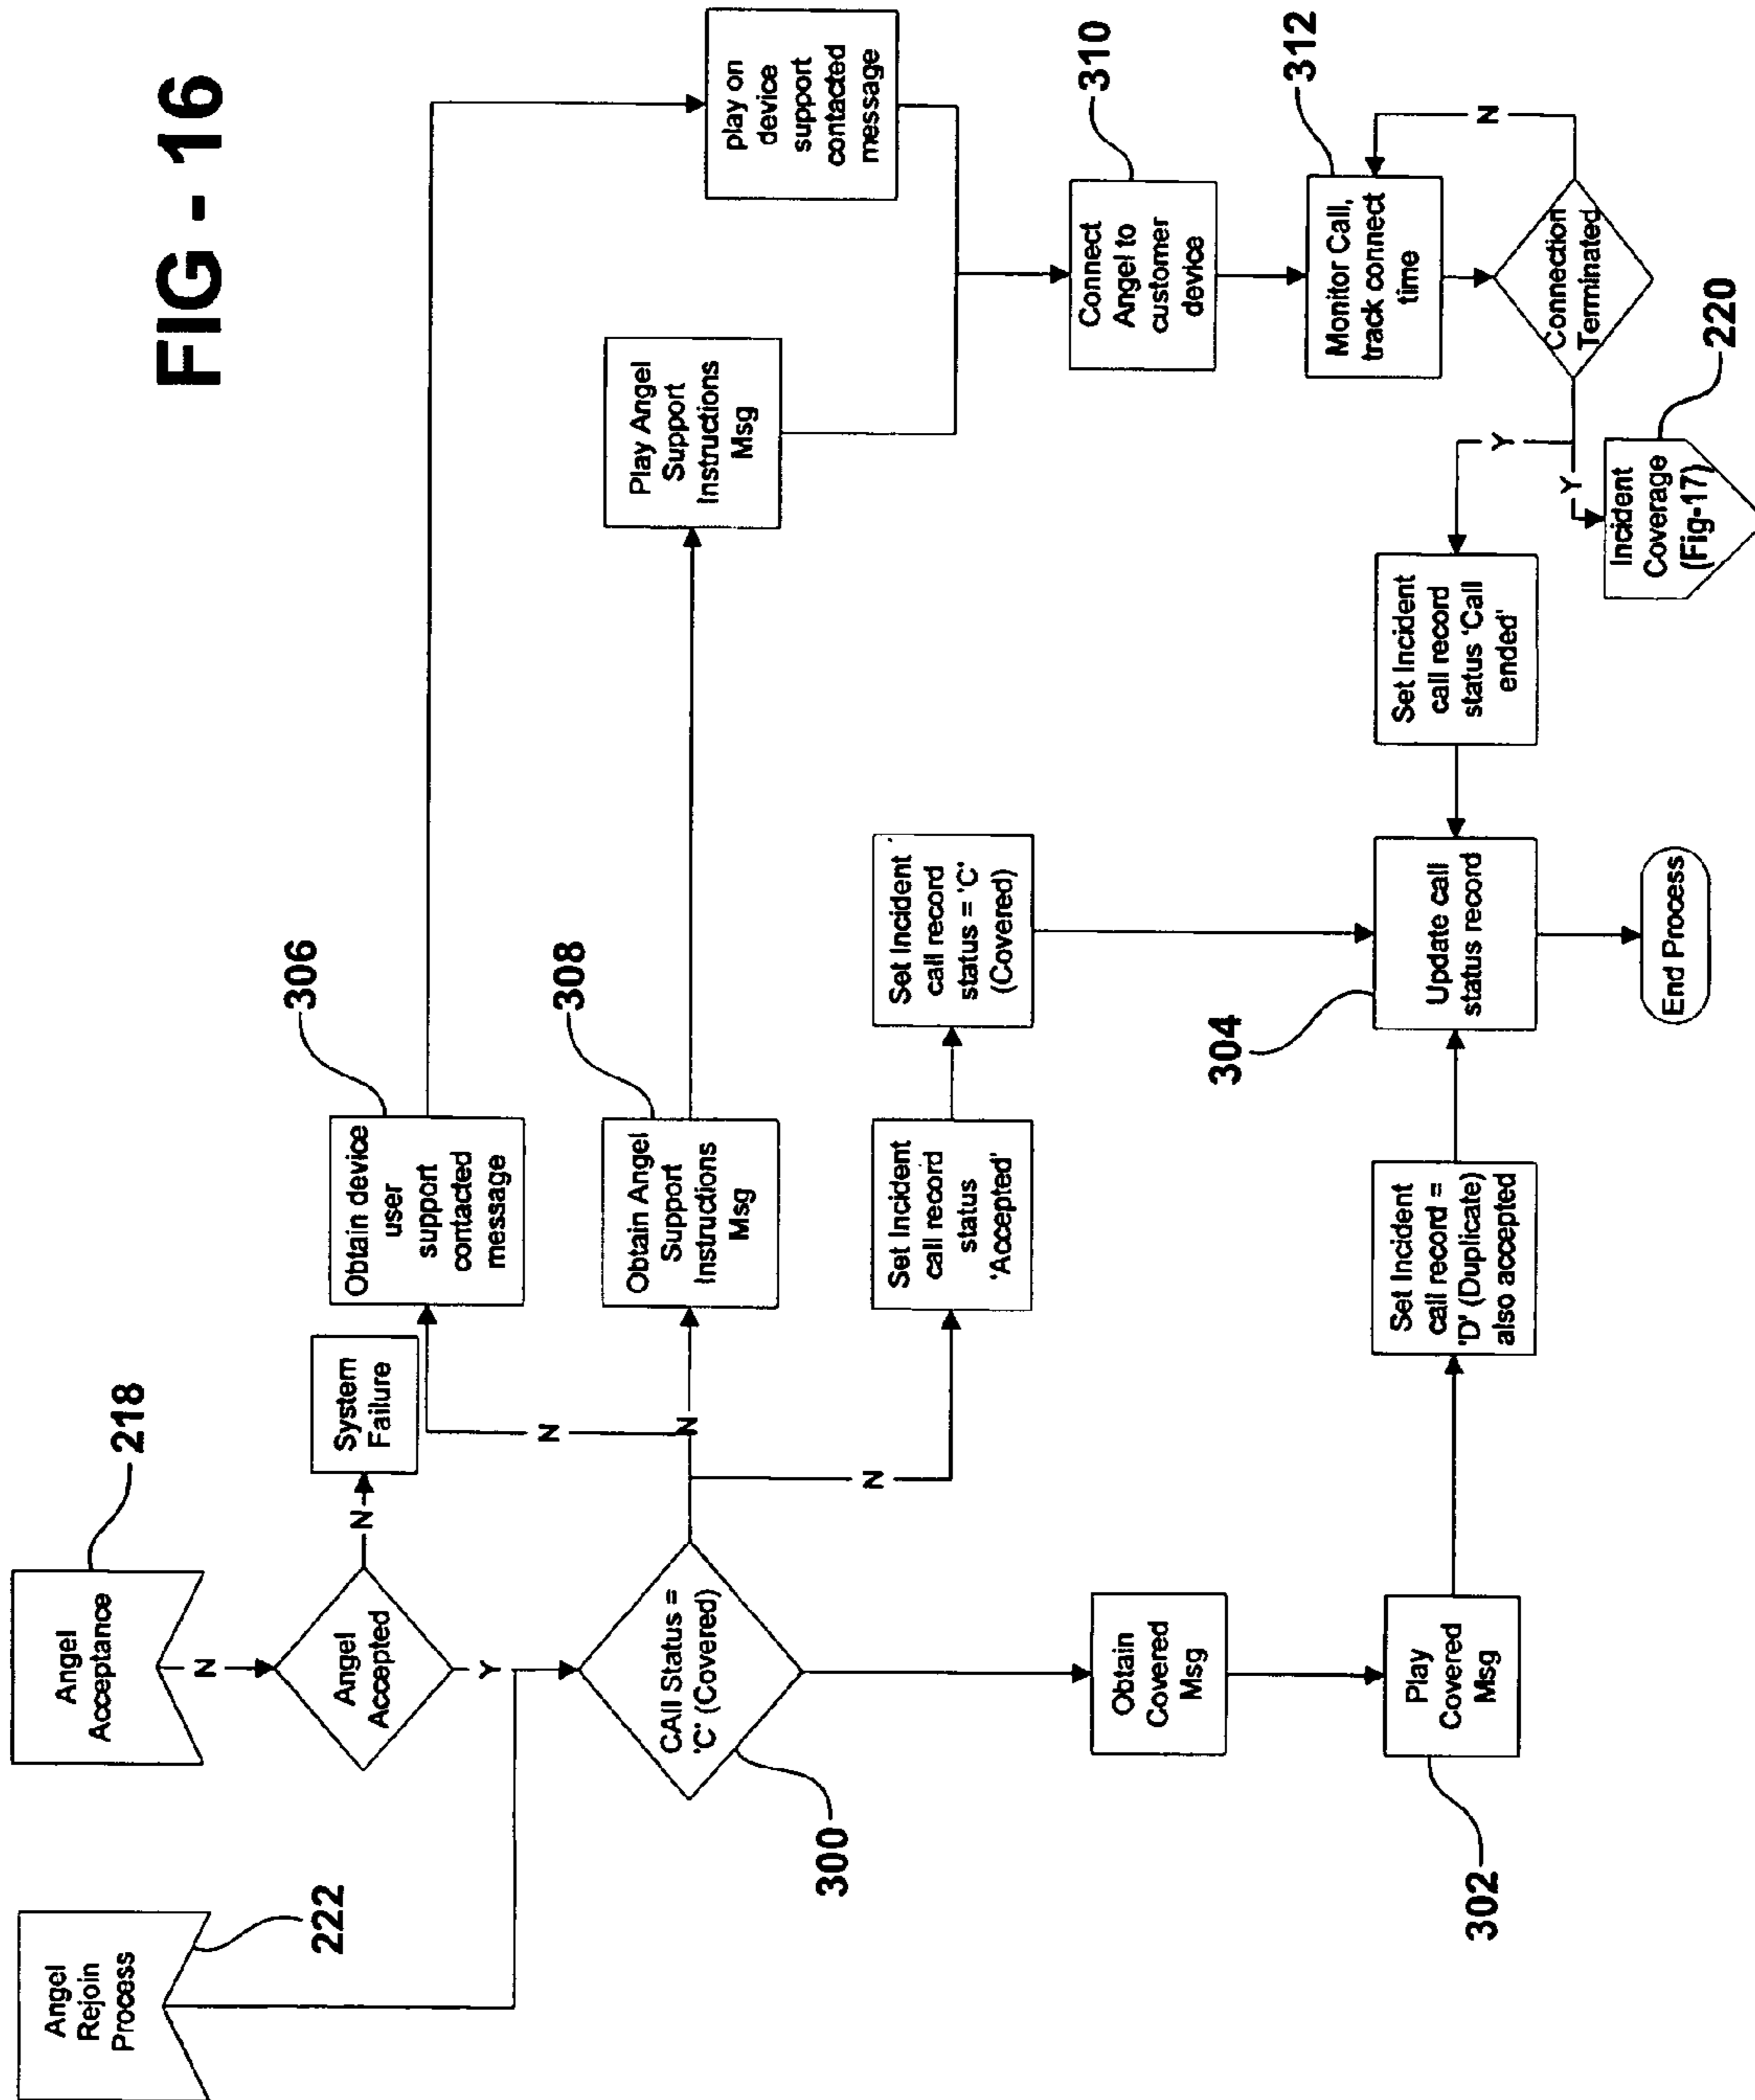 FIG - 16
Angel
Rejoin
Process
222
Angel
Acceptance
218
N
Angel
Accepted
N
System
Failure
Y
CAll Status =
'C' (Covered)
300
N
N
N
Obtain device
user
support
contacted
message
306
Obtain Angel
Support
Instructions
Msg
308
Set Incident
call record
status
'Accepted'
Set Incident
call record
status = 'C'
(Covered)
play on
device
support
contacted
message
Play Angel
Support
Instructions
Msg
Connect
Angel to
customer
device
310
Monitor Call,
track connect
time
312
Connection
Terminated
N
Y
Y
Incident
Coverage
(Fig-17)
220
Set Incident
call record
status 'Call
ended'
Obtain
Covered
Msg
Play
Covered
Msg
302
Set Incident
call record =
'D' (Duplicate)
also accepted
Update call
status record
304
End Process